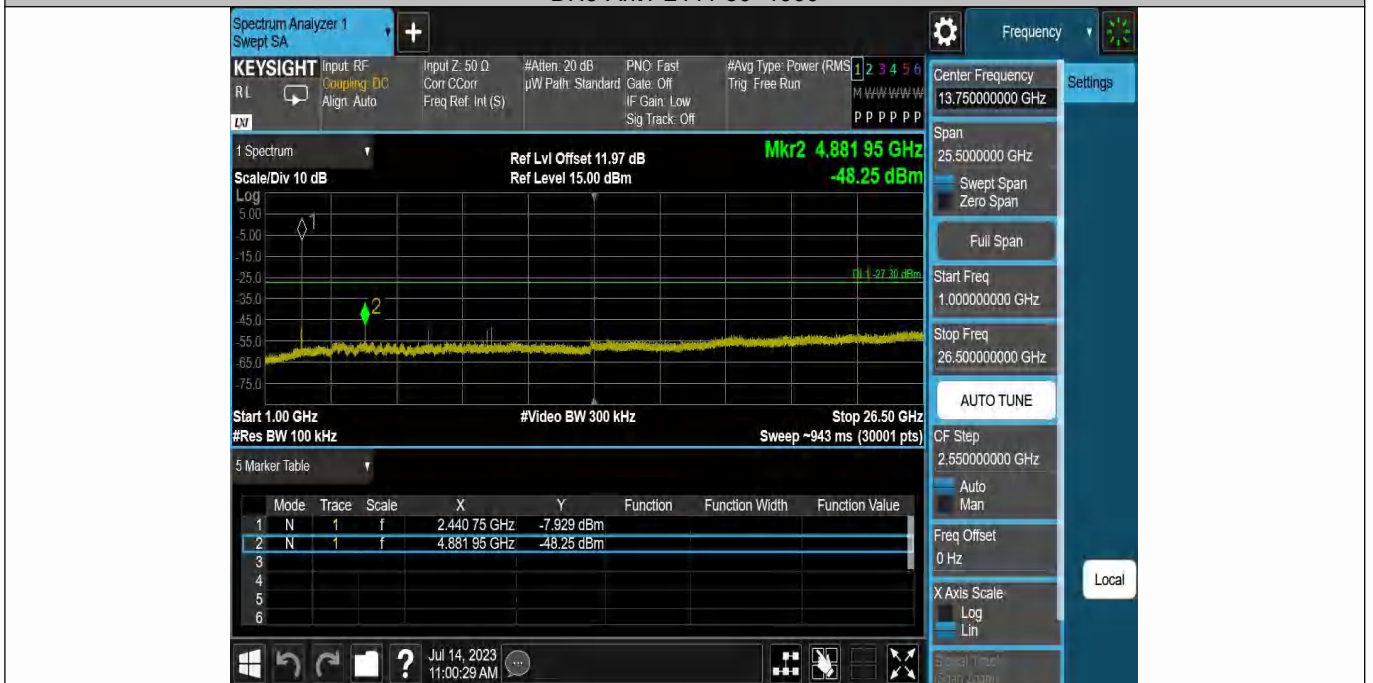 Spectrum Analyzer 1
Swept SA
Frequency
KEYSIGHT
RL
LXI
Input: RF
Coupling: DC
Align: Auto
Input Z: 50 Ω
Corr CCorr
Freq Ref: Int (S)
#Atten: 20 dB
µW Path: Standard
PNO: Fast
Gate: Off
IF Gain: Low
Sig Track: Off
#Avg Type: Power (RMS
Trig: Free Run
1 2 3 4 5 6
M W W W W W
P P P P P P
1 Spectrum
Scale/Div 10 dB
Ref Lvl Offset 11.97 dB
Ref Level 15.00 dBm
Mkr2 4.881 95 GHz
-48.25 dBm
Log
5.00
-5.00
-15.0
-25.0
-35.0
-45.0
-55.0
-65.0
-75.0
1
2
DL1 -27.30 dBm
Start 1.00 GHz
#Video BW 300 kHz
Stop 26.50 GHz
#Res BW 100 kHz
Sweep ~943 ms (30001 pts)
5 Marker Table
Mode Trace Scale X Y Function Function Width Function Value
1 N 1 f 2.440 75 GHz -7.929 dBm
2 N 1 f 4.881 95 GHz -48.25 dBm
3
4
5
6
Jul 14, 2023
11:00:29 AM
Center Frequency
13.750000000 GHz
Settings
Span
25.5000000 GHz
Swept Span
Zero Span
Full Span
Start Freq
1.000000000 GHz
Stop Freq
26.500000000 GHz
AUTO TUNE
CF Step
2.550000000 GHz
Auto
Man
Freq Offset
0 Hz
X Axis Scale
Log
Lin
Local
Signal Track
(Span Zoom)